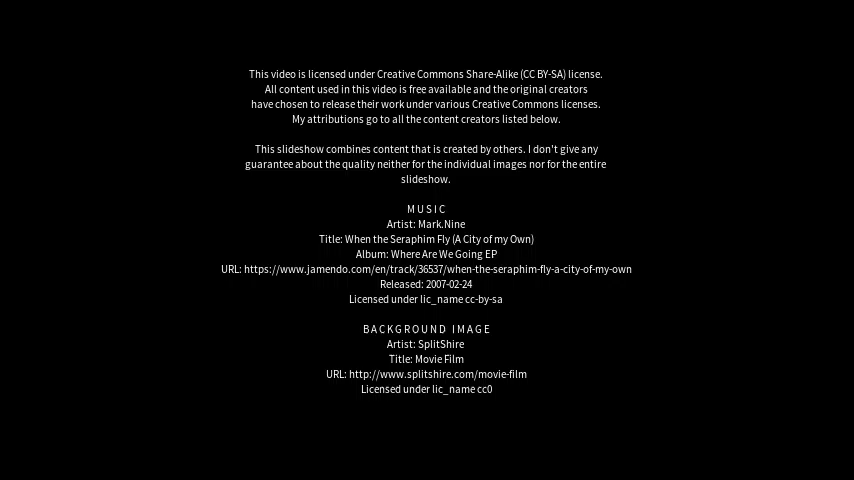 This video is licensed under Creative Commons Share-Alike (CC BY-SA) license.
All content used in this video is free available and the original creators
have chosen to release their work under various Creative Commons licenses.
My attributions go to all the content creators listed below.
This slideshow combines content that is created by others. I don't give any
guarantee about the quality neither for the individual images nor for the entire
slideshow.
MUSIC
Artist: Mark.Nine
Title: When the Seraphim Fly (A City of my Own)
Album: Where Are We Going EP
URL: https://www.jamendo.com/en/track/36537/when-the-seraphim-fly-a-city-of-my-own
Released: 2007-02-24
Licensed under lic_name cc-by-sa
BACKGROUND IMAGE
Artist: SplitShire
Title: Movie Film
URL: http://www.splitshire.com/movie-film
Licensed under lic_name cc0